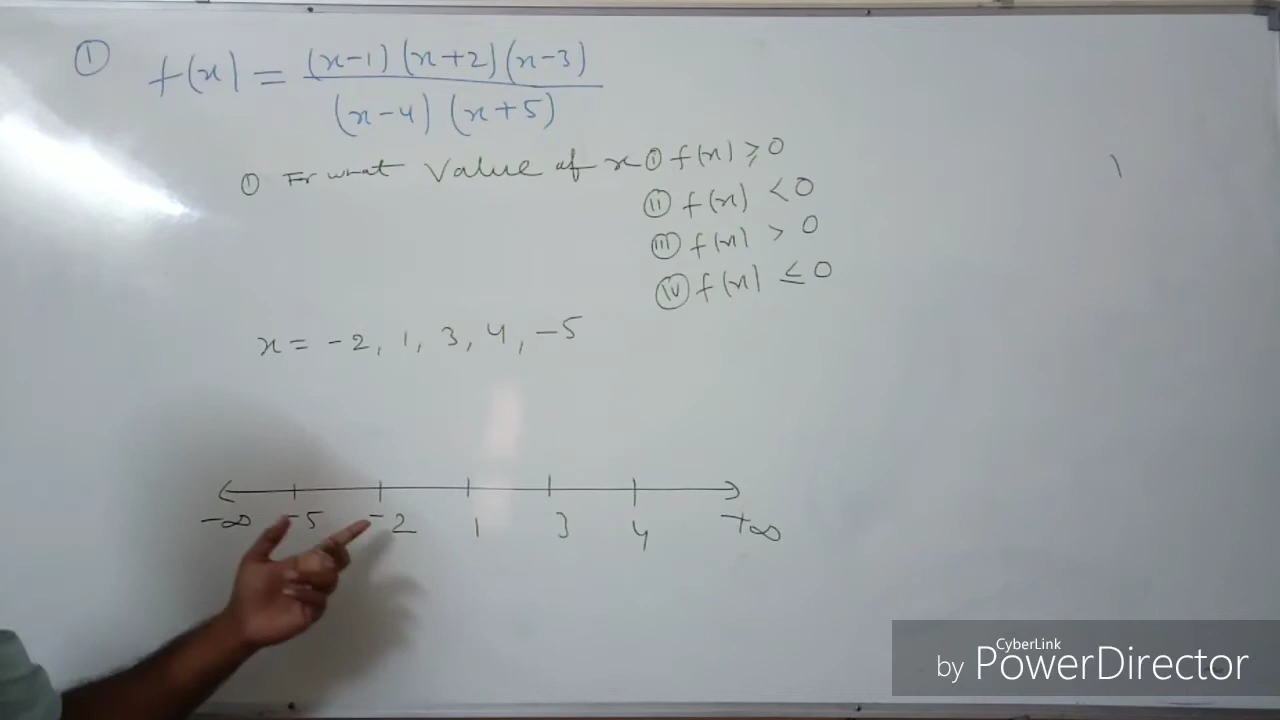 ① f(x) = (x-1) (x+2) (x-3)
(x-4) (x+5)
① For what Value of x ① f(x) ≥ 0
(ii) f(x) < 0
(iii) f(x) > 0
(iv) f(x) ≤ 0
x = -2, 1, 3, 4, -5
-∞ -5 -2 1 3 4 +∞
CyberLink
by PowerDirector